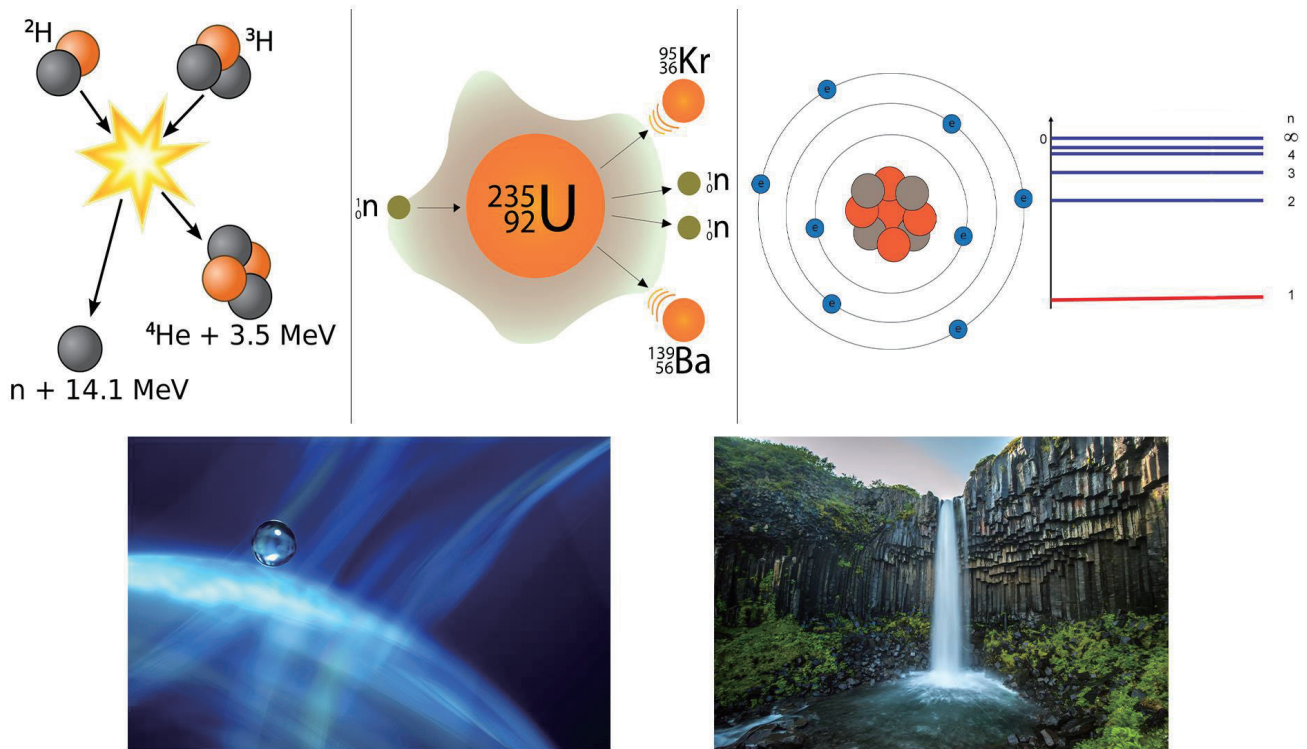 ²H
³H
⁴He + 3.5 MeV
n + 14.1 MeV
¹₀n
²³⁵₉₂U
⁹⁵₃₆Kr
¹₀n
¹₀n
¹³⁹₅₆Ba
e
e
e
e
e
e
e
e
n
0
∞
4
3
2
1